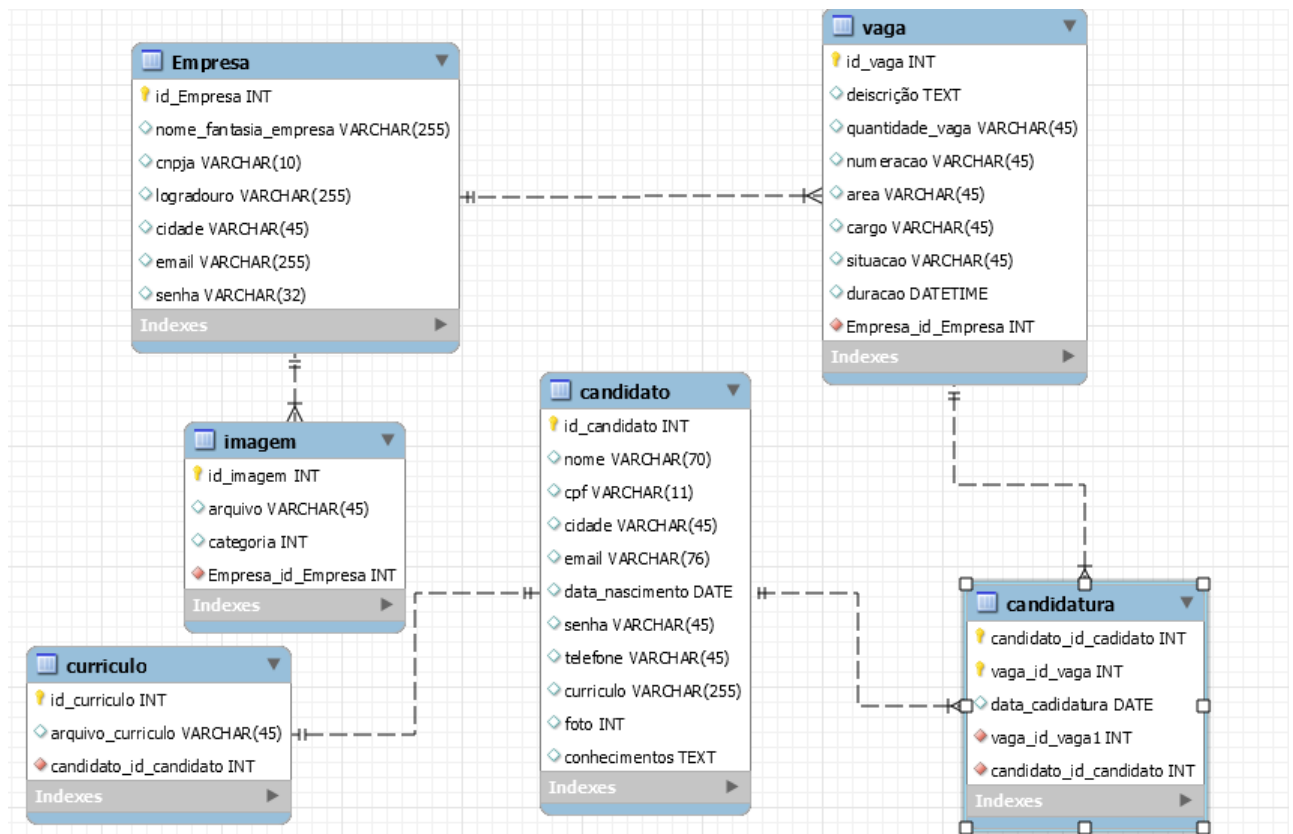 Empresa
id_Empresa INT
nome_fantasia_empresa VARCHAR(255)
cnpja VARCHAR(10)
logradouro VARCHAR(255)
cidade VARCHAR(45)
email VARCHAR(255)
senha VARCHAR(32)
Indexes
vaga
id_vaga INT
deiscrição TEXT
quantidade_vaga VARCHAR(45)
numeracao VARCHAR(45)
area VARCHAR(45)
cargo VARCHAR(45)
situacao VARCHAR(45)
duracao DATETIME
Empresa_id_Empresa INT
Indexes
imagem
id_imagem INT
arquivo VARCHAR(45)
categoria INT
Empresa_id_Empresa INT
Indexes
candidato
id_candidato INT
nome VARCHAR(70)
cpf VARCHAR(11)
cidade VARCHAR(45)
email VARCHAR(76)
data_nascimento DATE
senha VARCHAR(45)
telefone VARCHAR(45)
curriculo VARCHAR(255)
foto INT
conhecimentos TEXT
Indexes
curriculo
id_curriculo INT
arquivo_curriculo VARCHAR(45)
candidato_id_candidato INT
Indexes
candidatura
candidato_id_cadidato INT
vaga_id_vaga INT
data_cadidatura DATE
vaga_id_vaga1 INT
candidato_id_candidato INT
Indexes